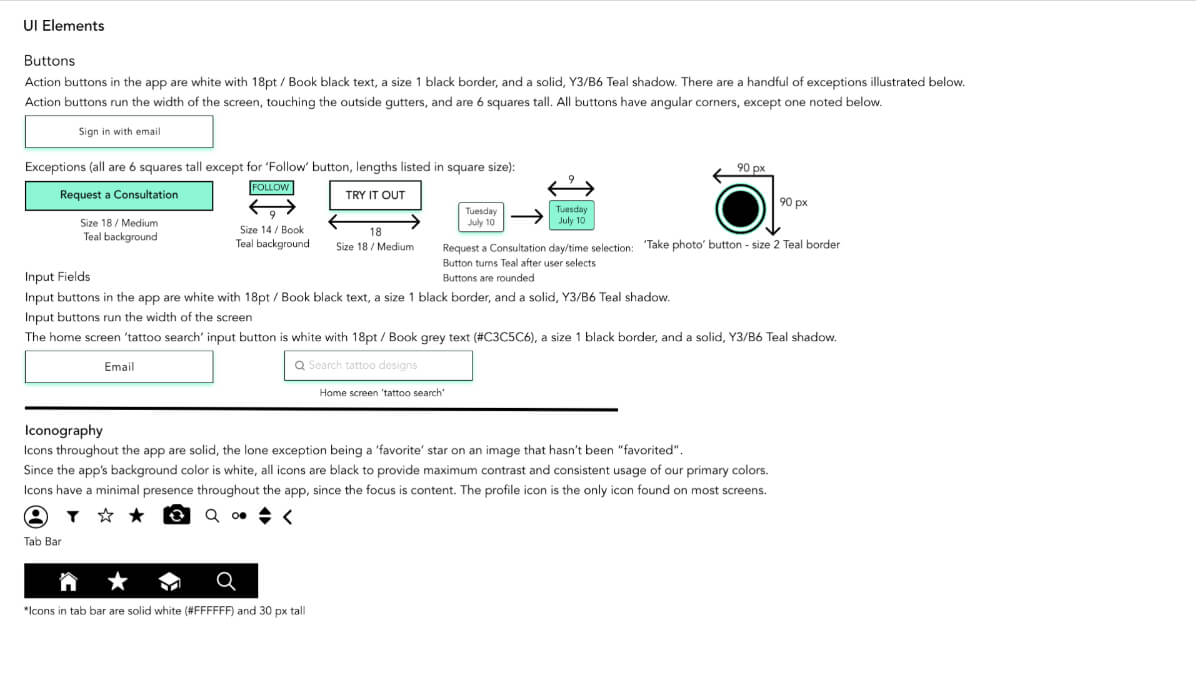 UI Elements
Buttons
Action buttons in the app are white with 18pt / Book black text, a size 1 black border, and a solid, Y3/B6 Teal shadow. There are a handful of exceptions illustrated below.
Action buttons run the width of the screen, touching the outside gutters, and are 6 squares tall. All buttons have angular corners, except one noted below.
Sign in with email
Exceptions (all are 6 squares tall except for ‘Follow’ button, lengths listed in square size):
Request a Consultation
Size 18 / Medium
Teal background
FOLLOW
9
Size 14 / Book
Teal background
TRY IT OUT
18
Size 18 / Medium
Tuesday
July 10
9
Tuesday
July 10
Request a Consultation day/time selection:
Button turns Teal after user selects
Buttons are rounded
90 px
90 px
‘Take photo’ button - size 2 Teal border
Input Fields
Input buttons in the app are white with 18pt / Book black text, a size 1 black border, and a solid, Y3/B6 Teal shadow.
Input buttons run the width of the screen
The home screen ‘tattoo search’ input button is white with 18pt / Book grey text (#C3C5C6), a size 1 black border, and a solid, Y3/B6 Teal shadow.
Email
Search tattoo designs
Home screen ‘tattoo search’
Iconography
Icons throughout the app are solid, the lone exception being a ‘favorite’ star on an image that hasn’t been “favorited”.
Since the app’s background color is white, all icons are black to provide maximum contrast and consistent usage of our primary colors.
Icons have a minimal presence throughout the app, since the focus is content. The profile icon is the only icon found on most screens.
Tab Bar
*Icons in tab bar are solid white (#FFFFFF) and 30 px tall